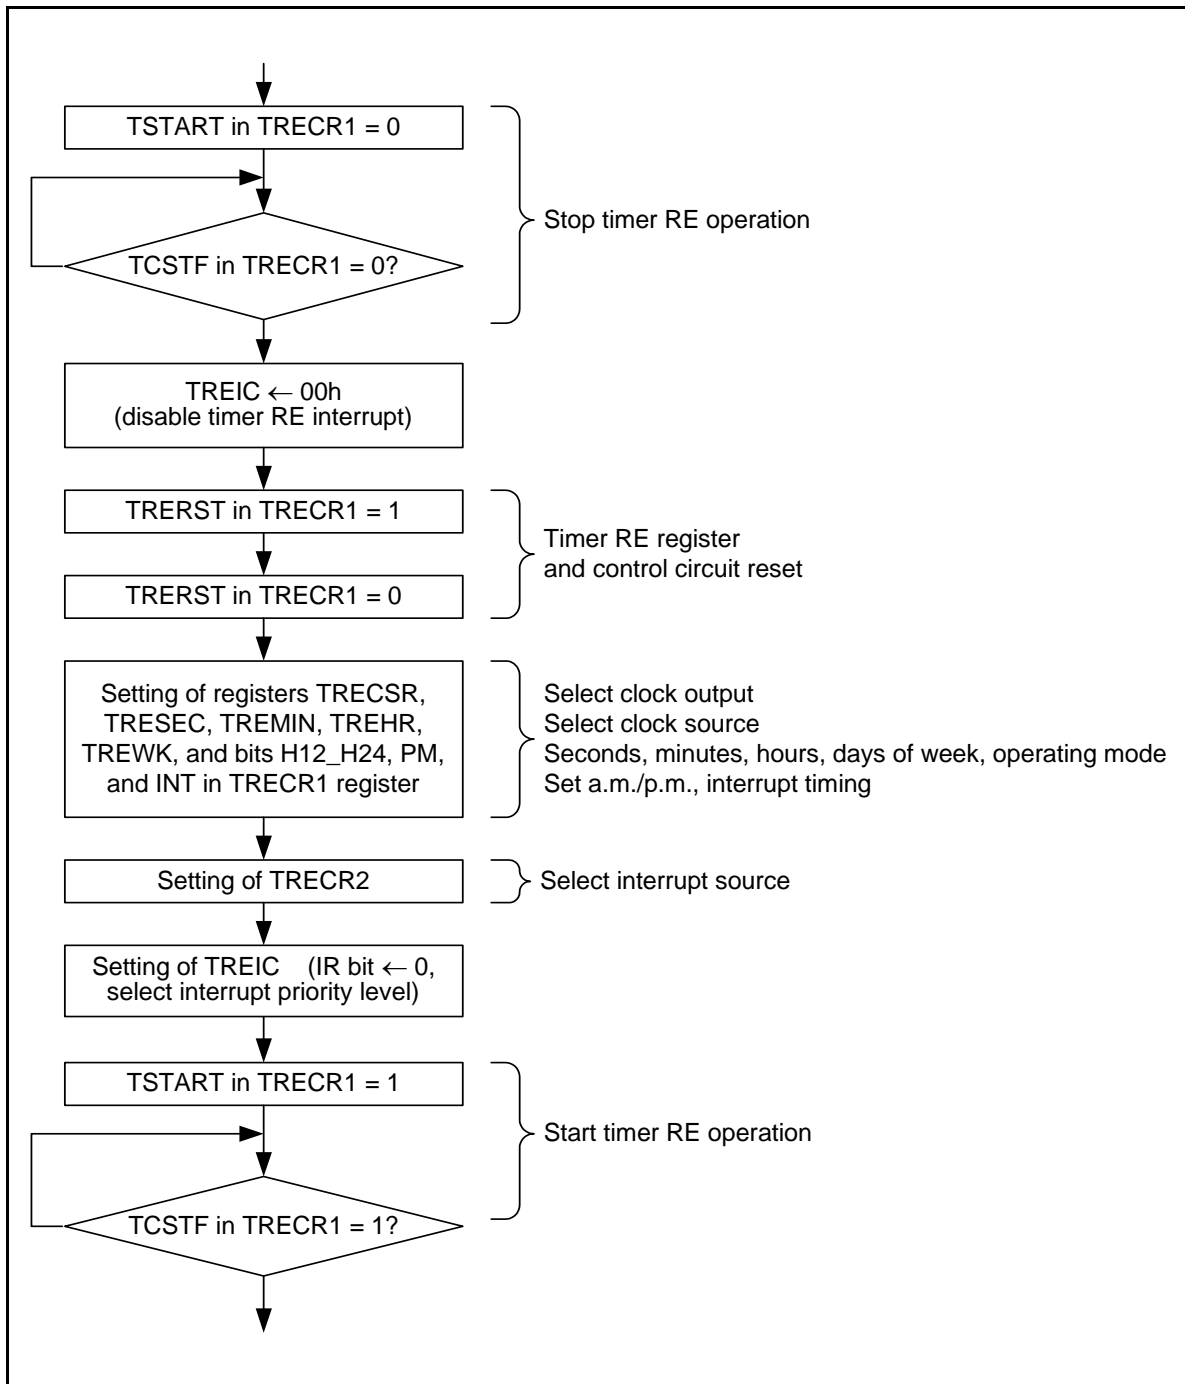 TSTART in TRECR1 = 0
TCSTF in TRECR1 = 0?
Stop timer RE operation
TREIC ← 00h
(disable timer RE interrupt)
TRERST in TRECR1 = 1
TRERST in TRECR1 = 0
Timer RE register
and control circuit reset
Setting of registers TRECSR,
TRESEC, TREMIN, TREHR,
TREWK, and bits H12_H24, PM,
and INT in TRECR1 register
Select clock output
Select clock source
Seconds, minutes, hours, days of week, operating mode
Set a.m./p.m., interrupt timing
Setting of TRECR2
Select interrupt source
Setting of TREIC (IR bit ← 0,
select interrupt priority level)
TSTART in TRECR1 = 1
TCSTF in TRECR1 = 1?
Start timer RE operation